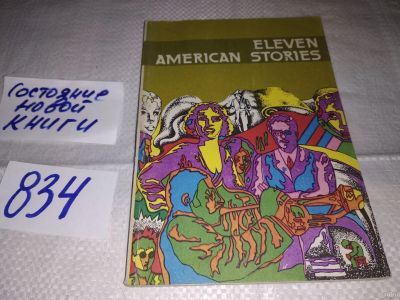 ELEVEN
AMERICAN STORIES
Состояние
новой
книги
834